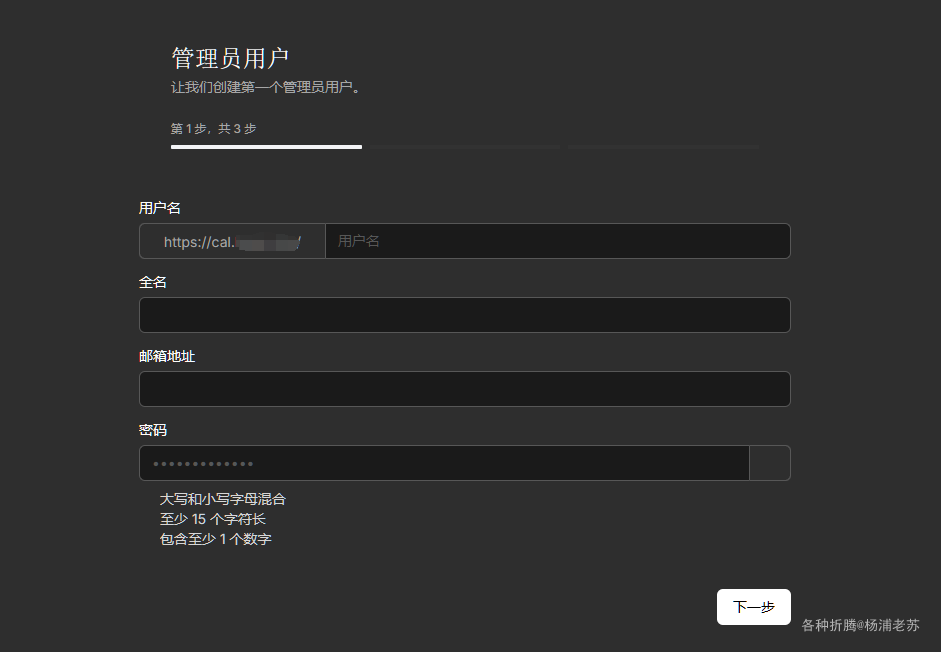 管理员用户
让我们创建第一个管理员用户。
第 1 步，共 3 步
用户名
https://cal. / 用户名
全名
邮箱地址
密码
•••••••••••••
大写和小写字母混合
至少 15 个字符长
包含至少 1 个数字
下一步
各种折腾@杨浦老苏